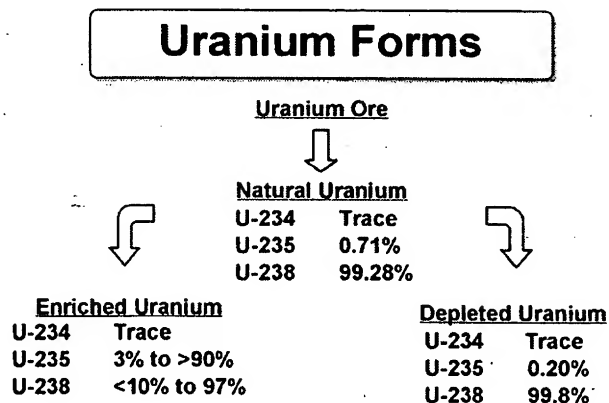 Uranium Forms
Uranium Ore
Natural Uranium
U-234 Trace
U-235 0.71%
U-238 99.28%
Enriched Uranium
U-234 Trace
U-235 3% to >90%
U-238 <10% to 97%
Depleted Uranium
U-234 Trace
U-235 0.20%
U-238 99.8%